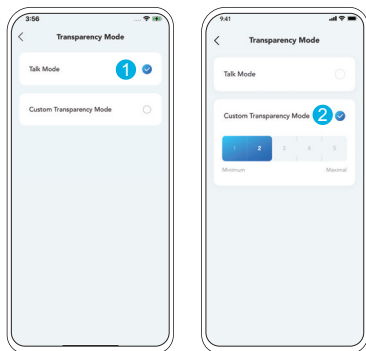 3:56
Transparency Mode
Talk Mode
1
Custom Transparency Mode
9:41
Transparency Mode
Talk Mode
Custom Transparency Mode
2
1 2 3 4 5
Minimum Maximal